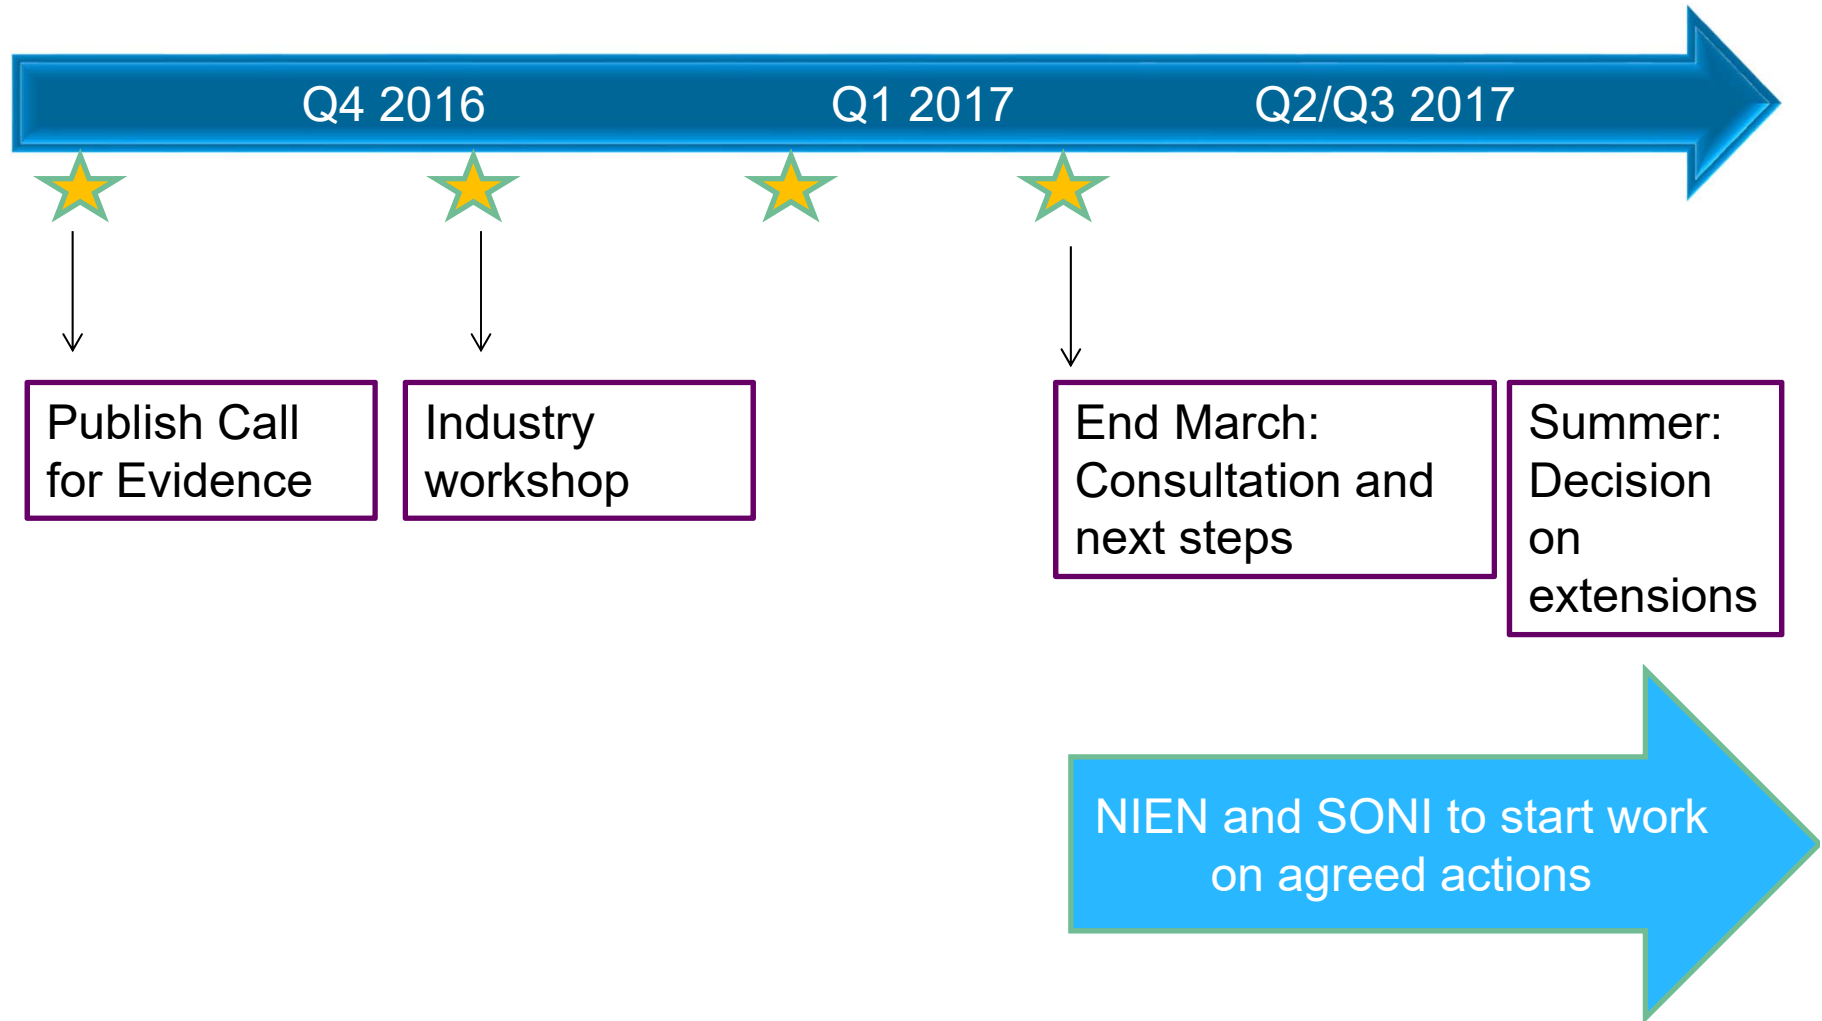 Q4 2016
Q1 2017
Q2/Q3 2017
Publish Call
for Evidence
Industry
workshop
End March:
Consultation and
next steps
Summer:
Decision
on
extensions
NIEN and SONI to start work
on agreed actions